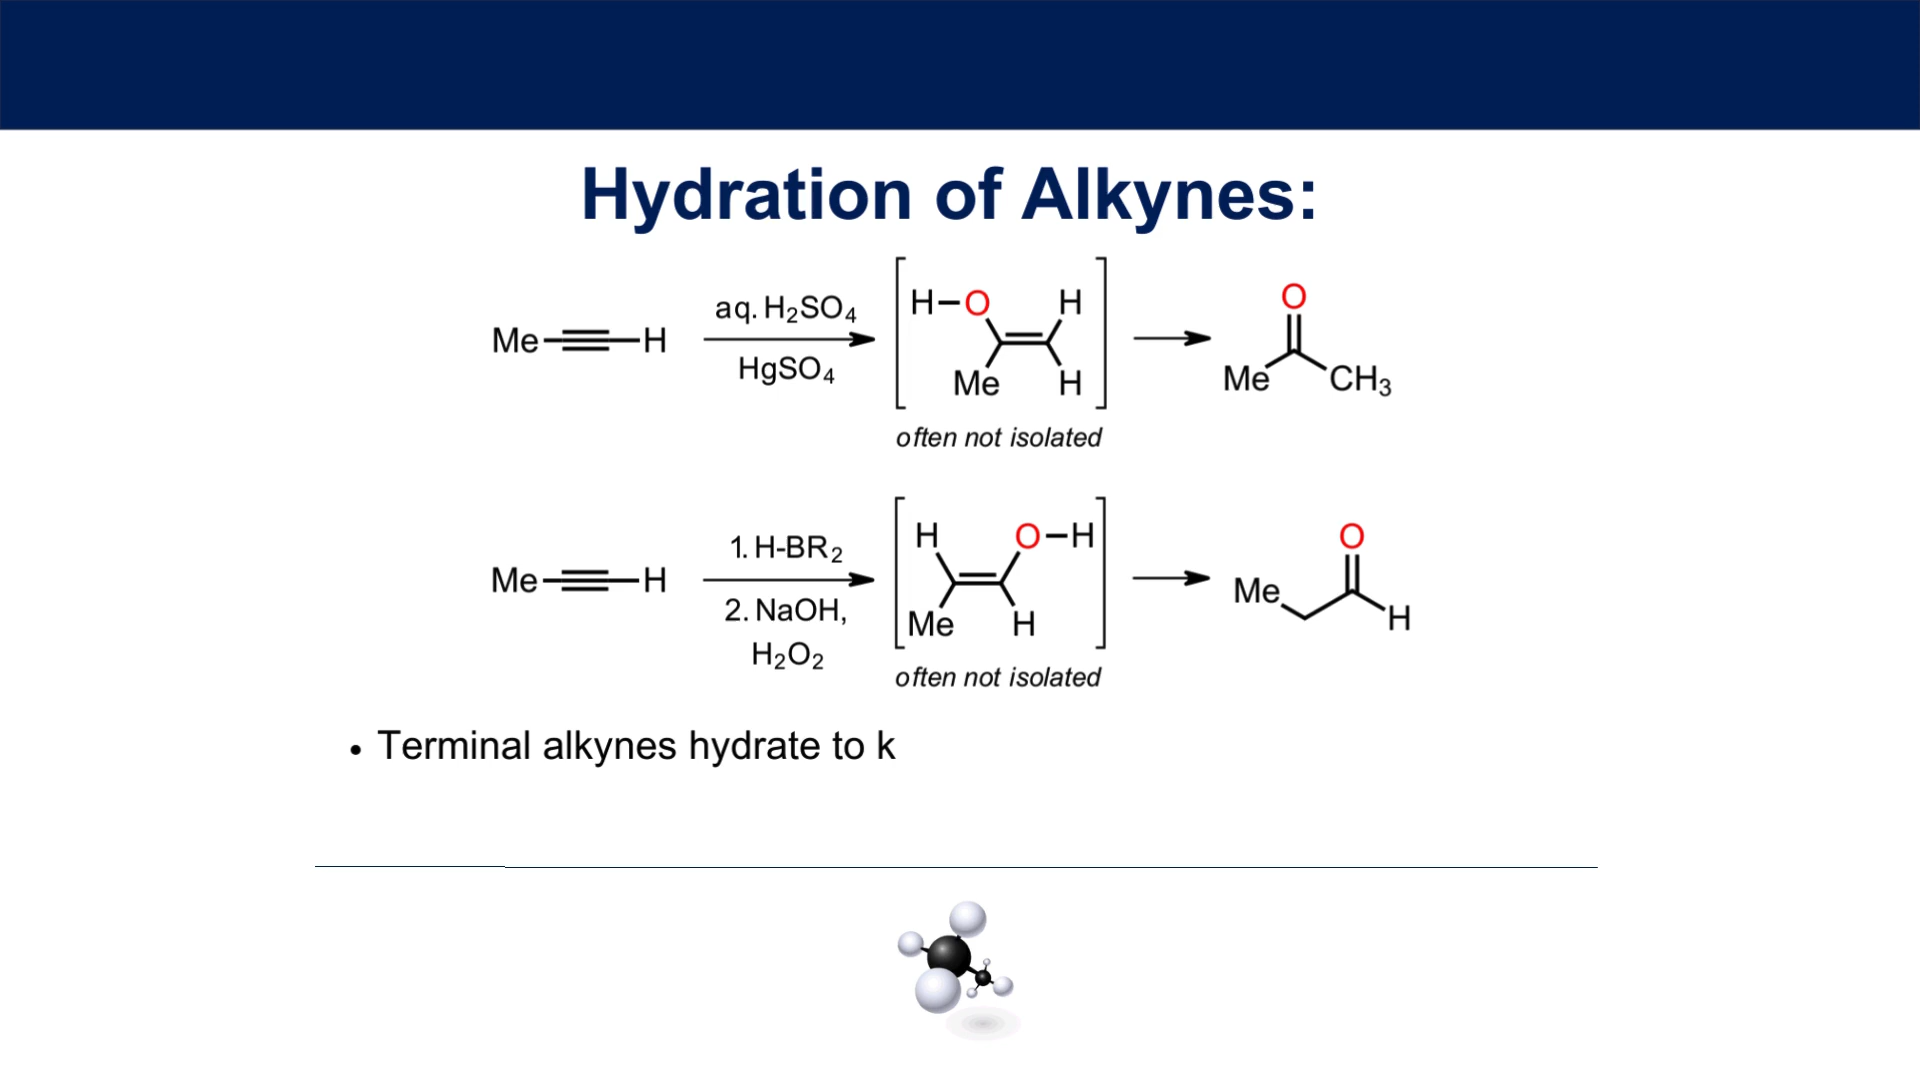 Hydration of Alkynes:
Me H
aq. H₂SO₄
HgSO₄
H O H
Me H
often not isolated
O
Me CH₃
Me H
1. H-BR₂
2. NaOH,
H₂O₂
H O H
Me H
often not isolated
O
Me
H
• Terminal alkynes hydrate to k